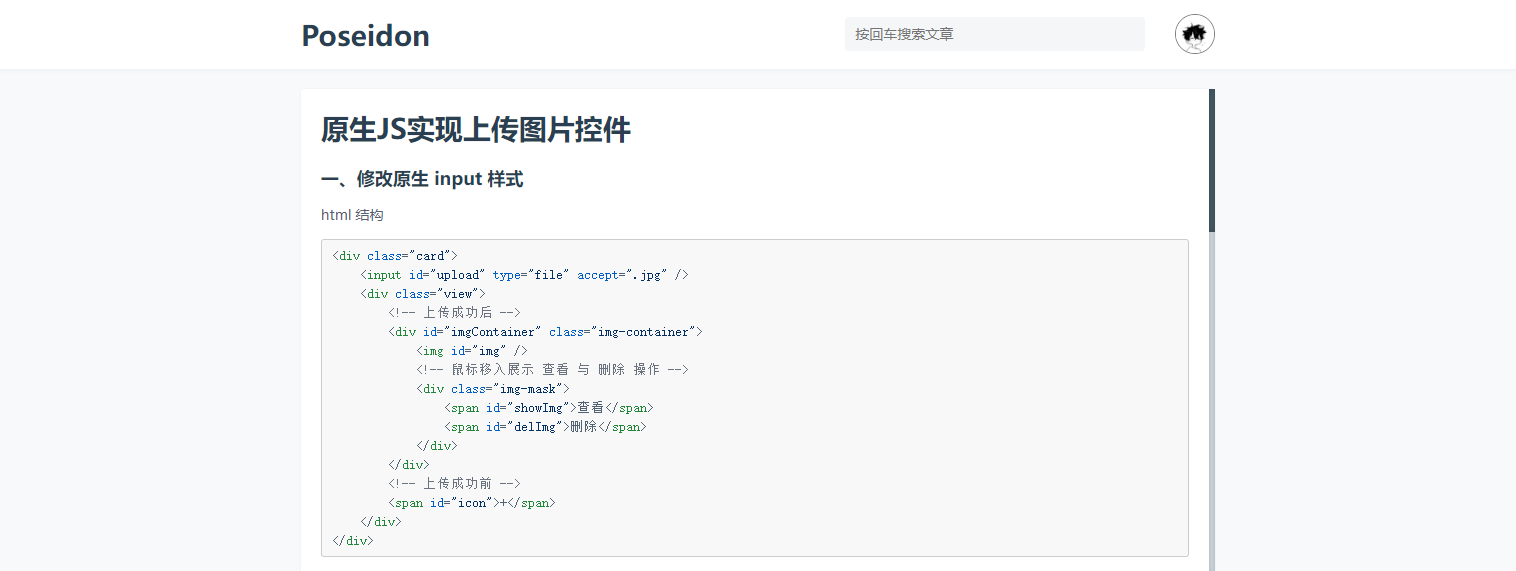 Poseidon
按回车搜索文章
原生JS实现上传图片控件
一、修改原生 input 样式
html 结构
<div class="card">
    <input id="upload" type="file" accept=".jpg" />
    <div class="view">
        <!-- 上传成功后 -->
        <div id="imgContainer" class="img-container">
            <img id="img" />
            <!-- 鼠标移入展示 查看 与 删除 操作 -->
            <div class="img-mask">
                <span id="showImg">查看</span>
                <span id="delImg">删除</span>
            </div>
        </div>
        <!-- 上传成功前 -->
        <span id="icon">+</span>
    </div>
</div>